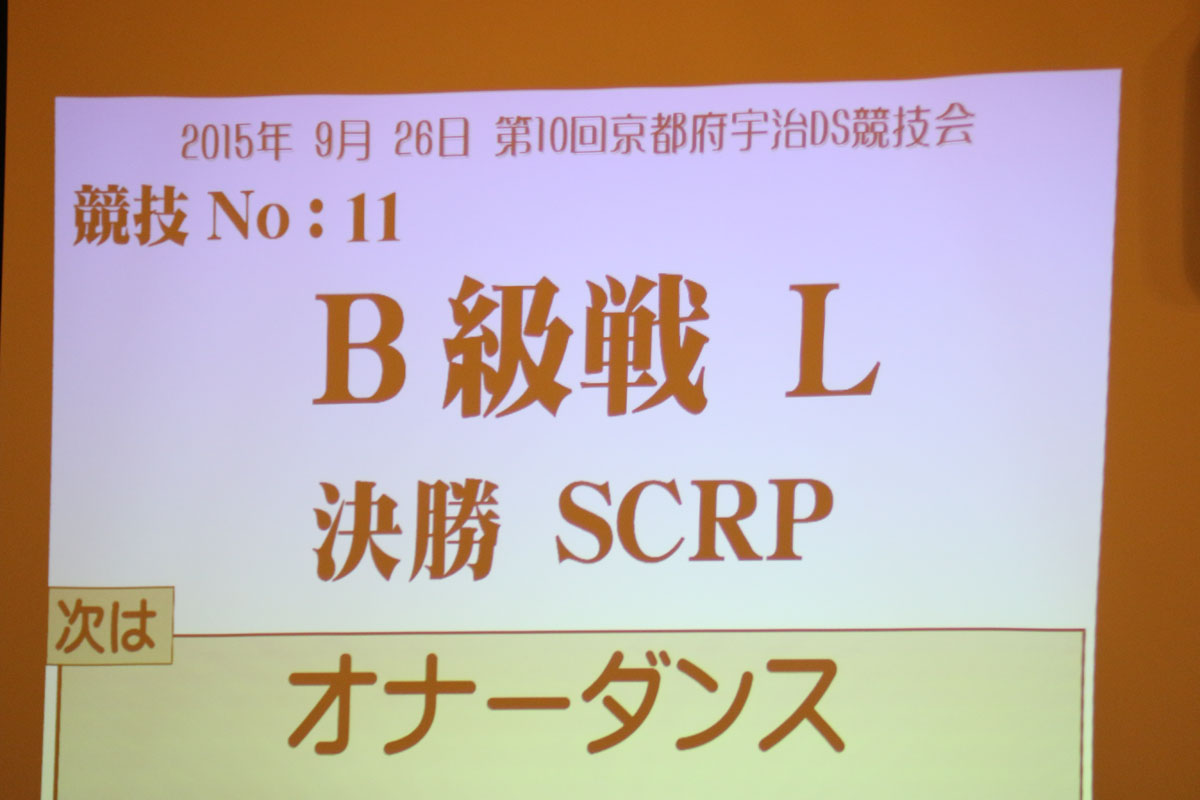 2015年 9月 26日 第10回京都府宇治DS競技会
競技 No：11
B級戦 L
決勝 SCRP
次は
オナーダンス